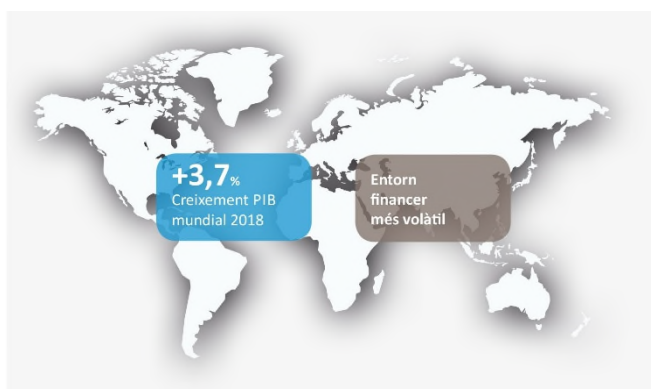 +3,7%
Creixement PIB
mundial 2018
Entorn
financer
més volàtil